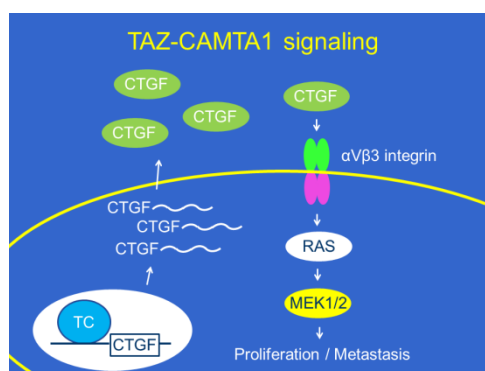 TAZ-CAMTA1 signaling
CTGF
CTGF
CTGF
CTGF
αVβ3 integrin
CTGF
CTGF
CTGF
RAS
MEK1/2
TC
CTGF
Proliferation / Metastasis